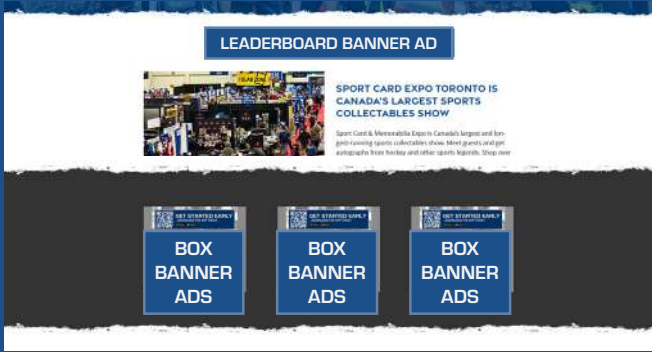 LEADERBOARD BANNER AD
SPORT CARD EXPO TORONTO IS
CANADA'S LARGEST SPORTS
COLLECTABLES SHOW
Sport Card & Memorabilia Expo is Canada's largest and lon-
gest-running sports collectables show. Meet guests and get
autographs from hockey and other sports legends. Shop over
GET STARTED EARLY
GET STARTED EARLY
GET STARTED EARLY
BOX
BANNER
ADS
BOX
BANNER
ADS
BOX
BANNER
ADS